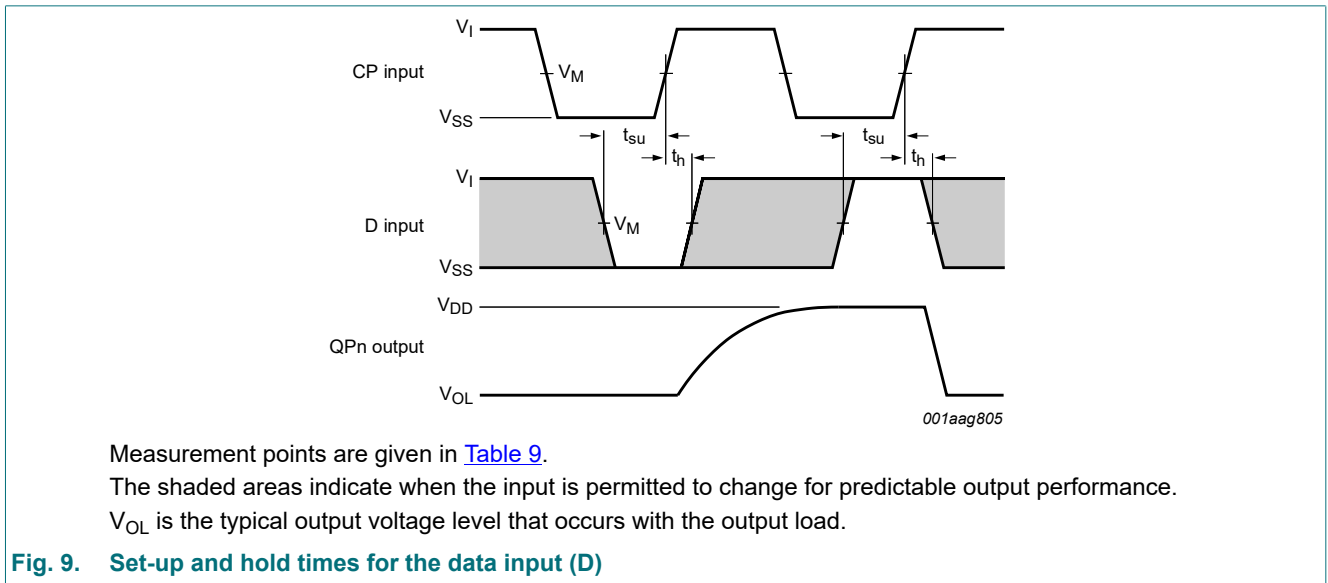 V_I
CP input
V_M
V_SS
t_su
t_h
t_su
t_h
V_I
D input
V_M
V_SS
V_DD
QPn output
V_OL
001aag805
Measurement points are given in Table 9.
The shaded areas indicate when the input is permitted to change for predictable output performance.
V_OL is the typical output voltage level that occurs with the output load.
Fig. 9. Set-up and hold times for the data input (D)